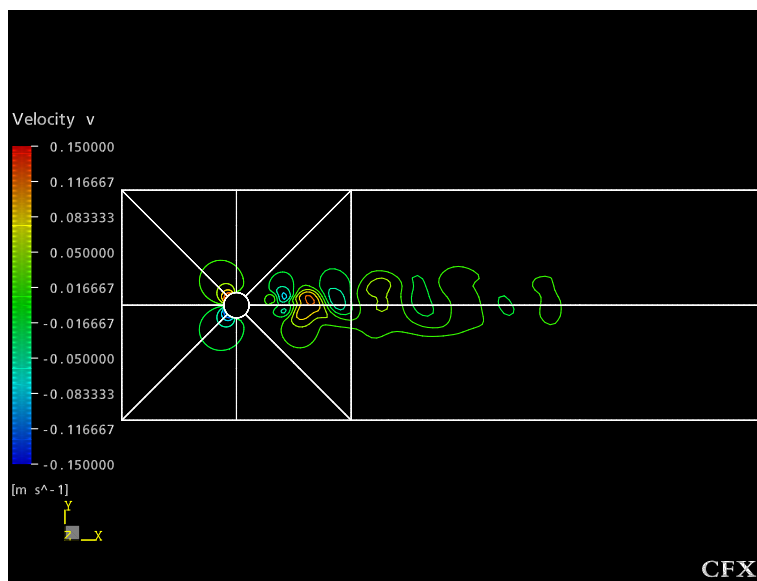 Velocity v
0.150000
0.116667
0.083333
0.050000
0.016667
-0.016667
-0.050000
-0.083333
-0.116667
-0.150000
[m s^-1]
Y
Z
X
CFX